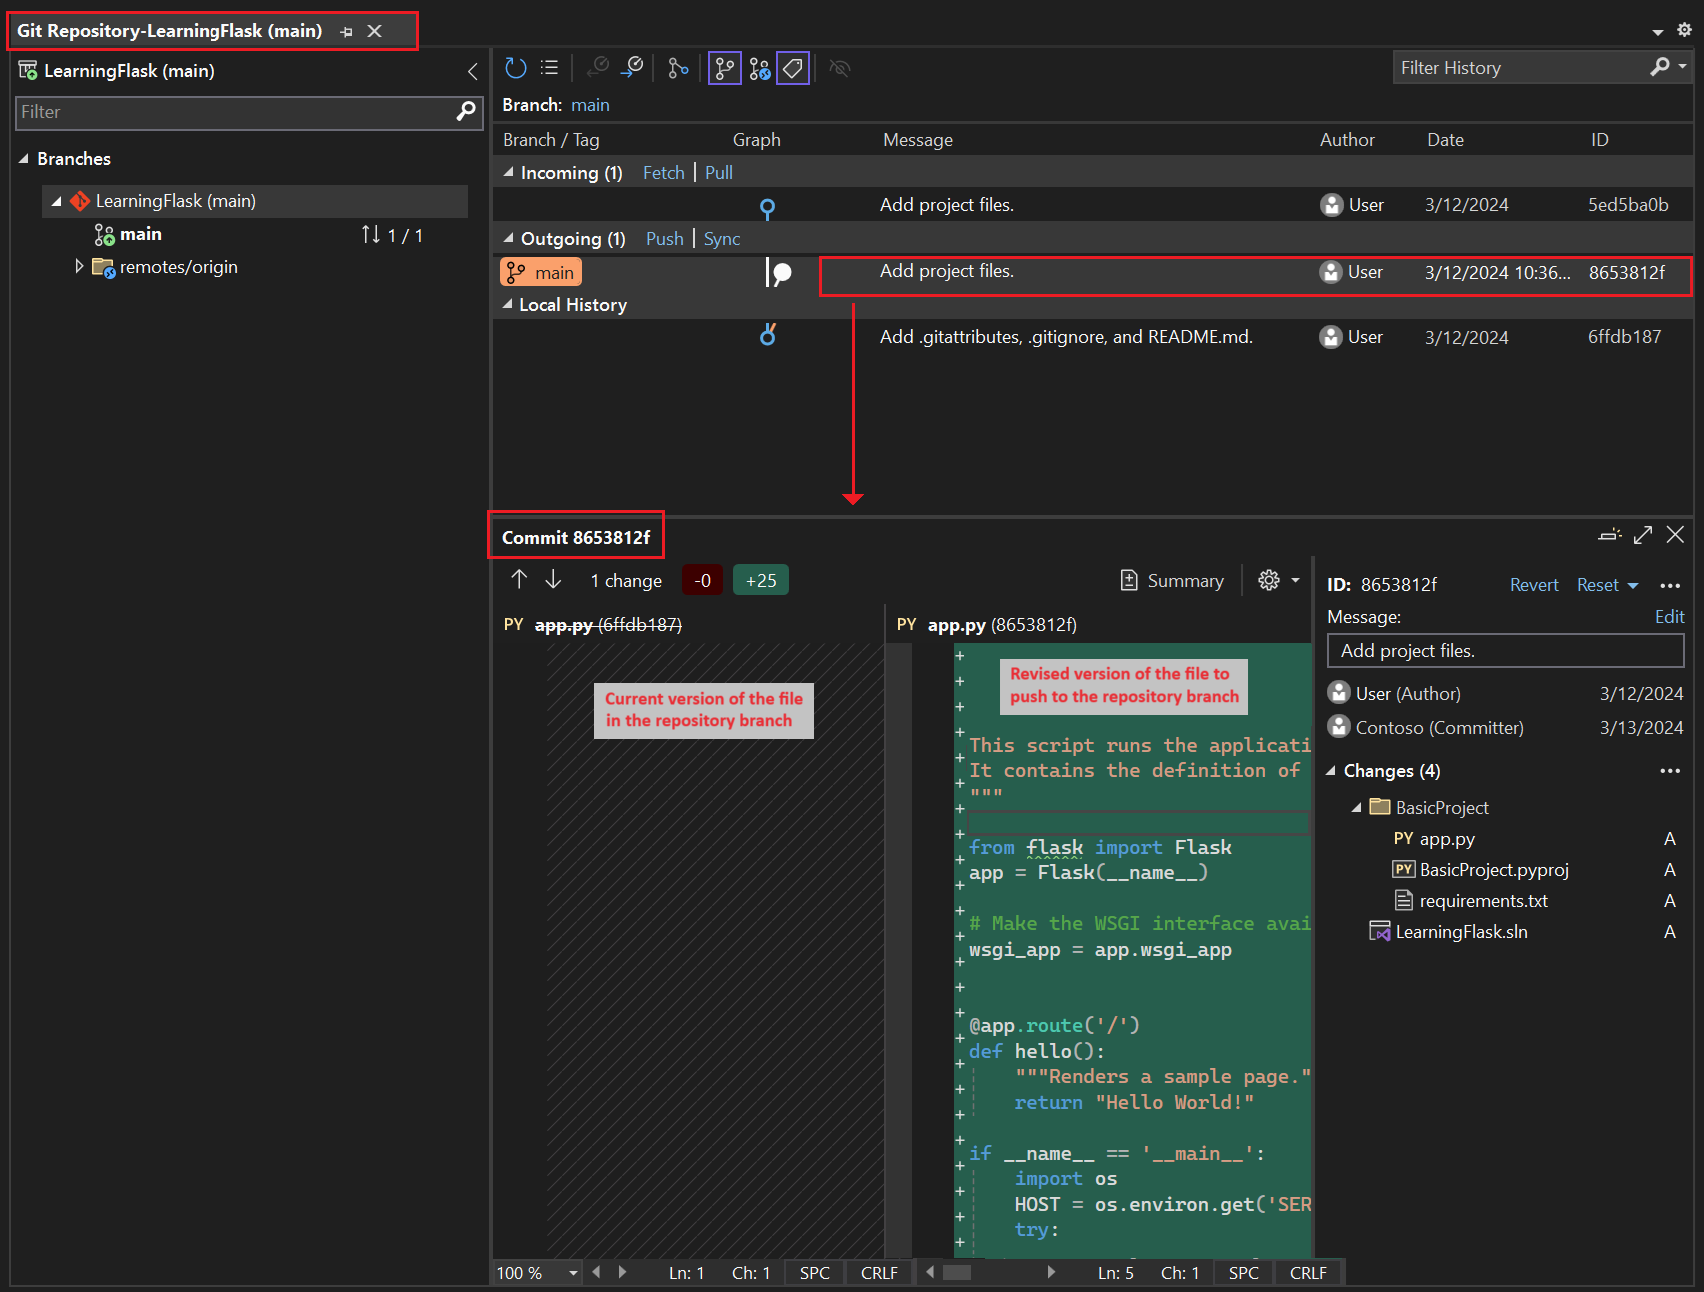 Git Repository-LearningFlask (main)
LearningFlask (main)
Filter
Branches
LearningFlask (main)
main 1 / 1
remotes/origin
Filter History
Branch: main
Branch / Tag Graph Message Author Date ID
Incoming (1) Fetch | Pull
Add project files. User 3/12/2024 5ed5ba0b
Outgoing (1) Push | Sync
main Add project files. User 3/12/2024 10:36... 8653812f
Local History
Add .gitattributes, .gitignore, and README.md. User 3/12/2024 6ffdb187
Commit 8653812f
1 change -0 +25 Summary
PY app.py (6ffdb187)
Current version of the file
in the repository branch
PY app.py (8653812f)
Revised version of the file to
push to the repository branch
This script runs the applicati
It contains the definition of
"""
from flask import Flask
app = Flask(__name__)
# Make the WSGI interface avai
wsgi_app = app.wsgi_app
@app.route('/')
def hello():
"""Renders a sample page."
return "Hello World!"
if __name__ == '__main__':
import os
HOST = os.environ.get('SER
try:
100 % Ln: 1 Ch: 1 SPC CRLF
Ln: 5 Ch: 1 SPC CRLF
ID: 8653812f Revert Reset ...
Message: Edit
Add project files.
User (Author) 3/12/2024
Contoso (Committer) 3/13/2024
Changes (4) ...
BasicProject
PY app.py A
PY BasicProject.pyproj A
requirements.txt A
LearningFlask.sln A